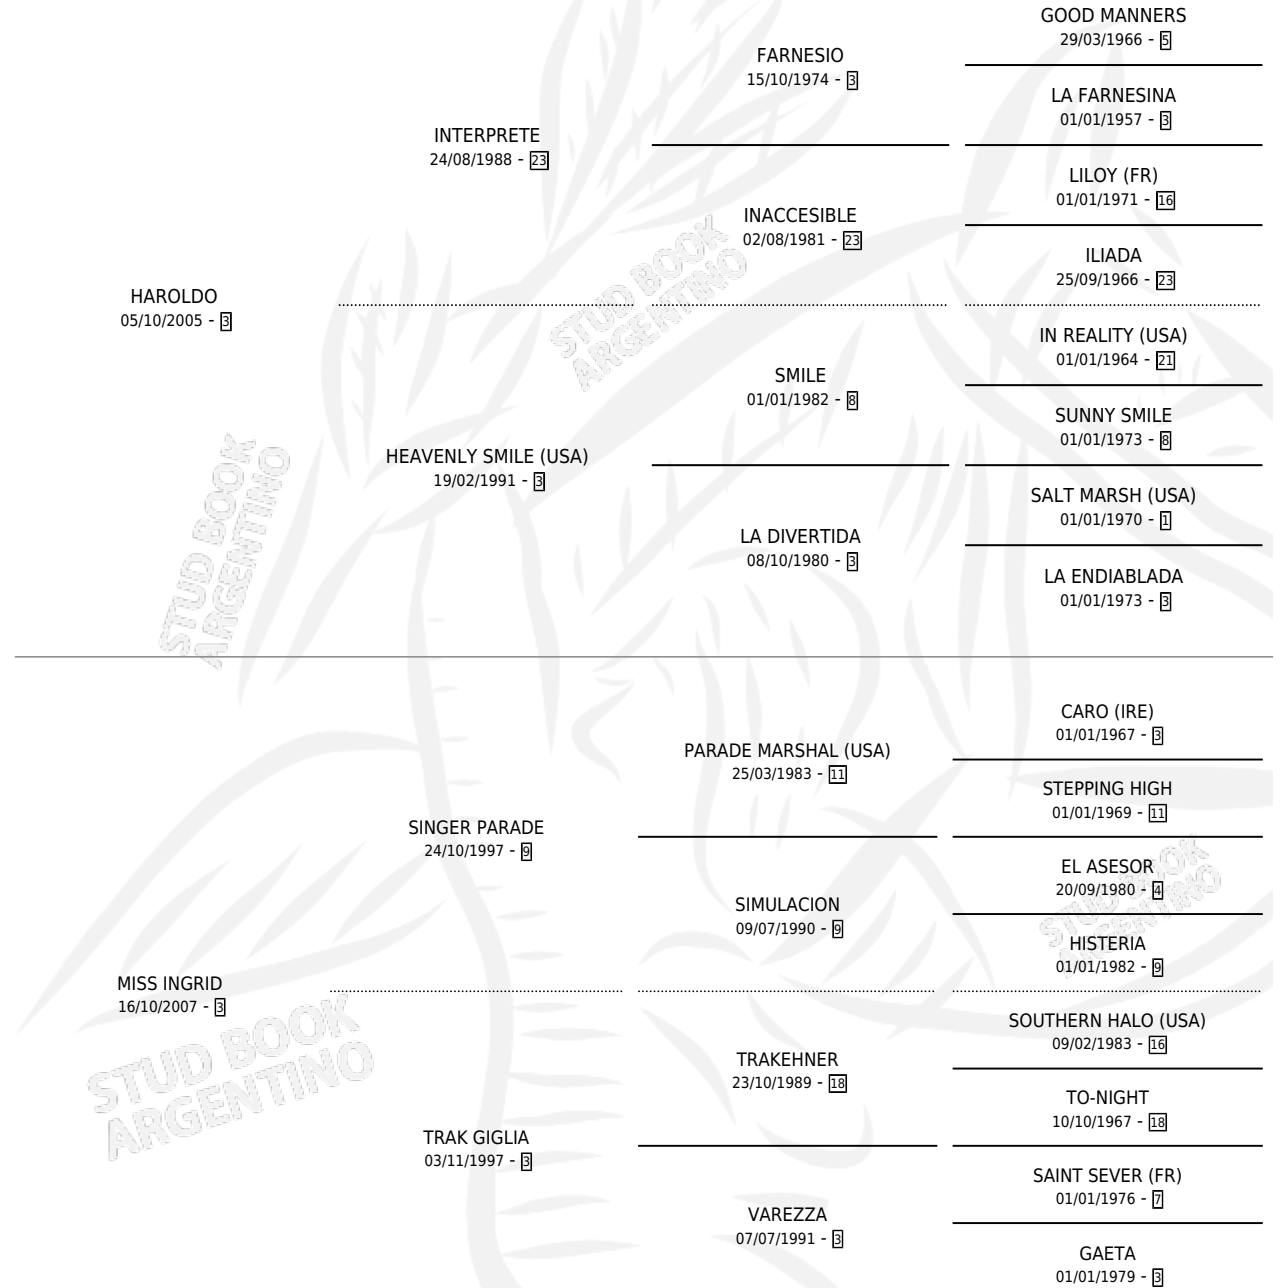 GOOD MANNERS
29/03/1966 - 5
FARNESIO
15/10/1974 - 3
LA FARNESINA
01/01/1957 - 3
INTERPRETE
24/08/1988 - 23
LILOY (FR)
01/01/1971 - 16
INACCESIBLE
02/08/1981 - 23
ILIADA
25/09/1966 - 23
HAROLDO
05/10/2005 - 3
IN REALITY (USA)
01/01/1964 - 21
SMILE
01/01/1982 - 8
SUNNY SMILE
01/01/1973 - 8
HEAVENLY SMILE (USA)
19/02/1991 - 3
SALT MARSH (USA)
01/01/1970 - 1
LA DIVERTIDA
08/10/1980 - 3
LA ENDIABLADA
01/01/1973 - 3
CARO (IRE)
01/01/1967 - 3
PARADE MARSHAL (USA)
25/03/1983 - 11
STEPPING HIGH
01/01/1969 - 11
SINGER PARADE
24/10/1997 - 9
EL ASESOR
20/09/1980 - 4
SIMULACION
09/07/1990 - 9
HISTERIA
01/01/1982 - 9
MISS INGRID
16/10/2007 - 3
SOUTHERN HALO (USA)
09/02/1983 - 16
TRAKEHNER
23/10/1989 - 18
TO-NIGHT
10/10/1967 - 18
TRAK GIGLIA
03/11/1997 - 3
SAINT SEVER (FR)
01/01/1976 - 7
VAREZZA
07/07/1991 - 3
GAETA
01/01/1979 - 3
STUD BOOK
ARGENTINO
STUD BOOK
ARGENTINO
STUD BOOK
ARGENTINO
STUD BOOK
ARGENTINO